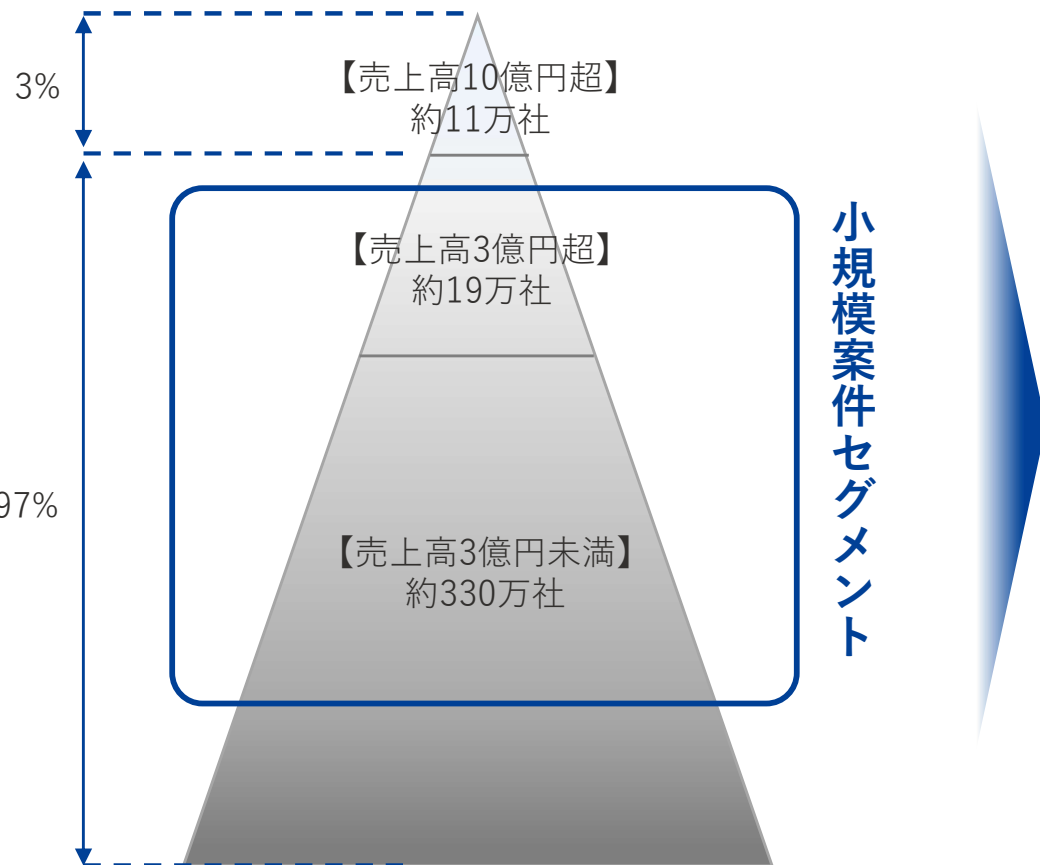 3%
【売上高10億円超】
約11万社
【売上高3億円超】
約19万社
小規模案件セグメント
97%
【売上高3億円未満】
約330万社